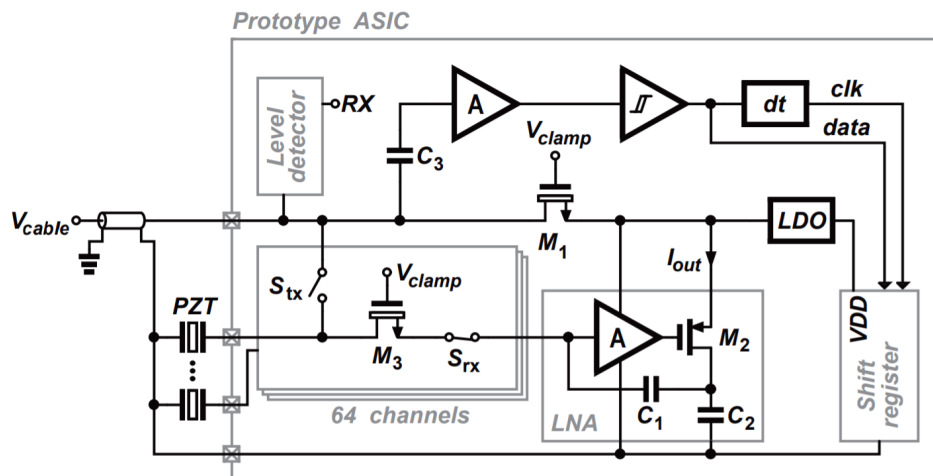 Prototype ASIC
Level
detector
RX
C3
A
dt
clk
data
Vclamp
M1
Vcable
LDO
Stx
Vclamp
M3
Srx
PZT
64 channels
Iout
A
M2
C1
C2
LNA
VDD
Shift
register